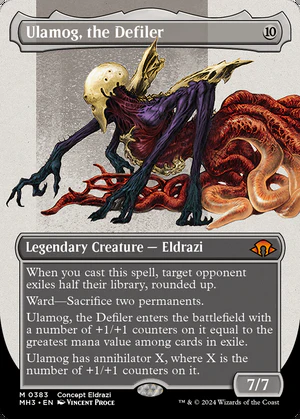 Ulamog, the Defiler 10
Legendary Creature — Eldrazi
When you cast this spell, target opponent
exiles half their library, rounded up.
Ward—Sacrifice two permanents.
Ulamog, the Defiler enters the battlefield with
a number of +1/+1 counters on it equal to the
greatest mana value among cards in exile.
Ulamog has annihilator X, where X is the
number of +1/+1 counters on it.
7/7
M 0383 Concept Eldrazi
MH3 • EN Vincent Proce ™ & © 2024 Wizards of the Coast